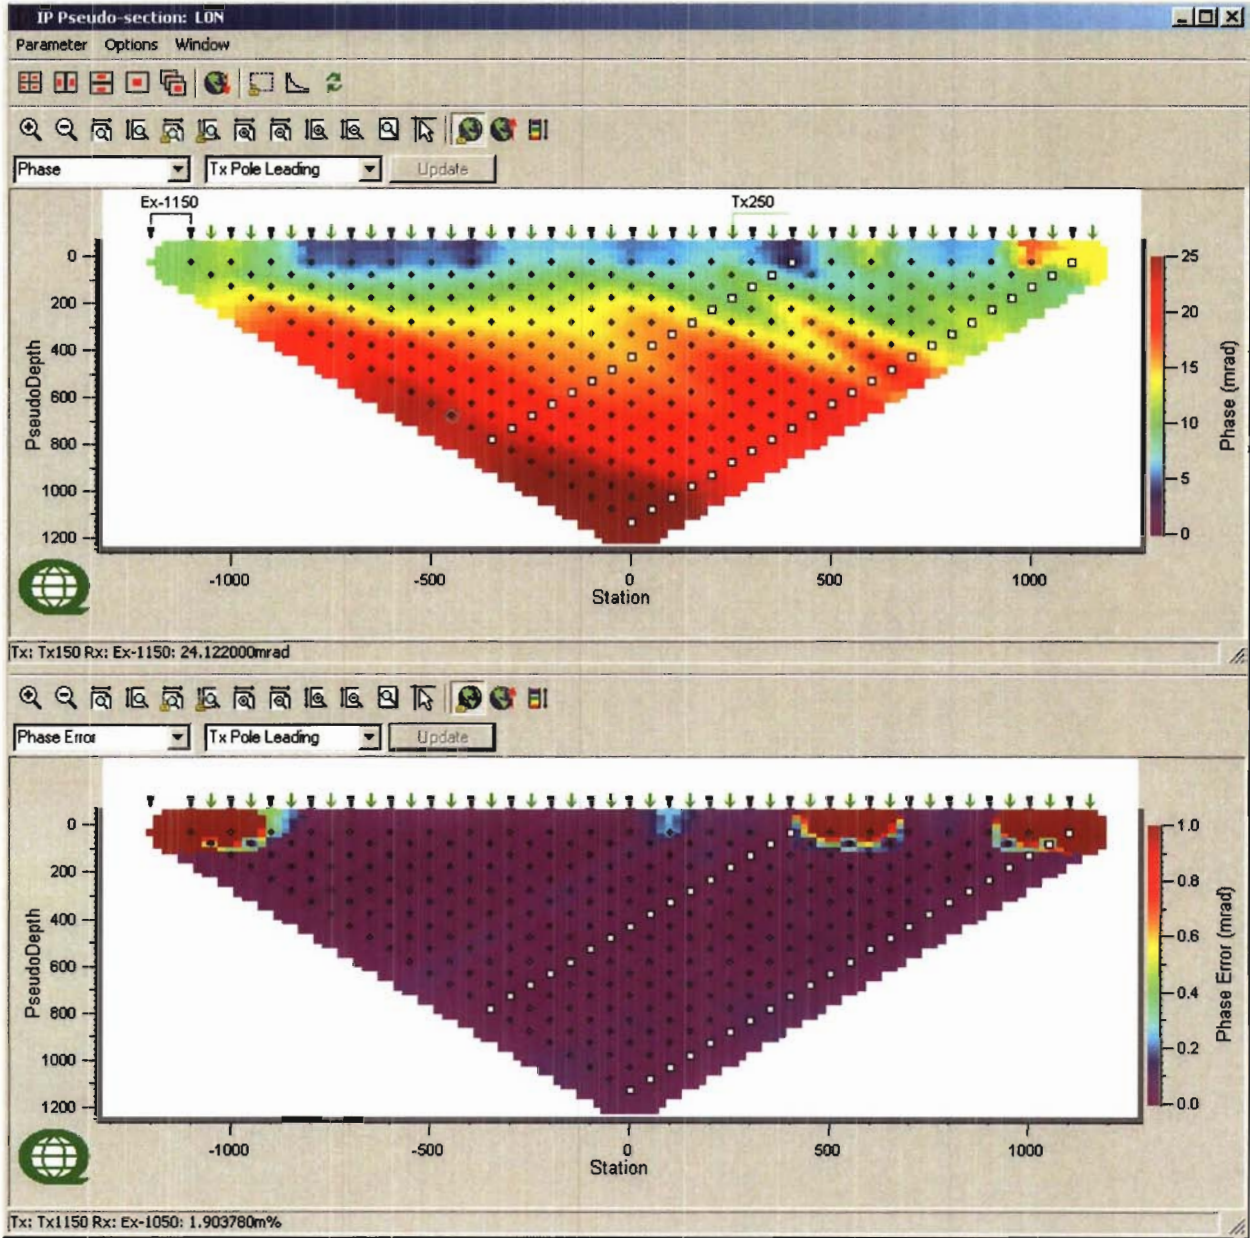 IP Pseudo-section: L0N
Parameter Options Window
Phase Tx Pole Leading Update
Ex-1150 Tx250
0
200
400
600
800
1000
1200
PseudoDepth
-1000 -500 0 500 1000
Station
25
20
15
10
5
0
Phase (mrad)
Tx: Tx150 Rx: Ex-1150: 24.122000mrad
Phase Error Tx Pole Leading Update
0
200
400
600
800
1000
1200
PseudoDepth
-1000 -500 0 500 1000
Station
1.0
0.8
0.6
0.4
0.2
0.0
Phase Error (mrad)
Tx: Tx1150 Rx: Ex-1050: 1.903780m%